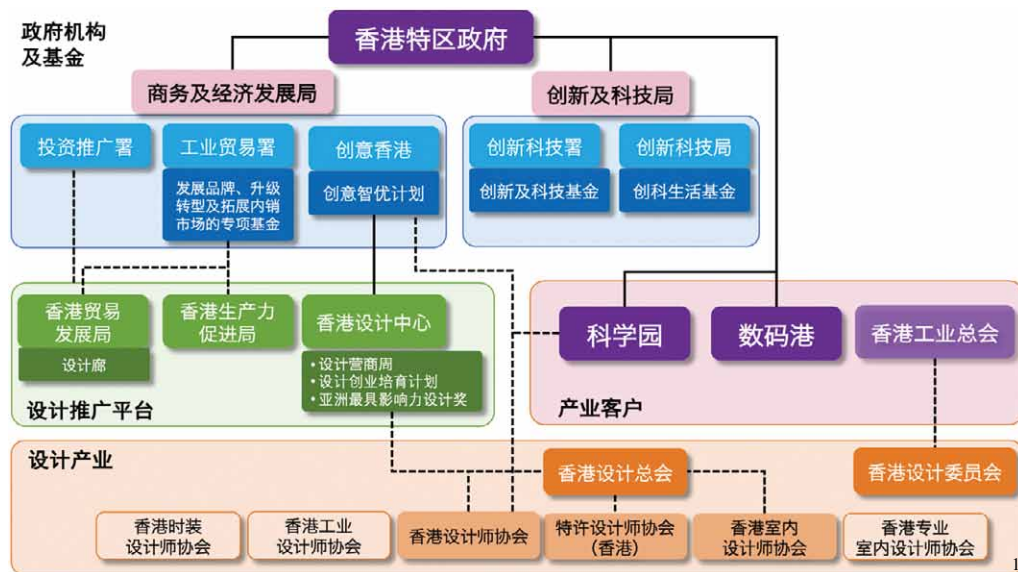 政府机构
及基金
香港特区政府
商务及经济发展局
创新及科技局
投资推广署
工业贸易署
发展品牌、升级
转型及拓展内销
市场的专项基金
创意香港
创意智优计划
创新科技署
创新及科技基金
创新科技局
创科生活基金
香港贸易
发展局
设计廊
香港生产力
促进局
香港设计中心
•设计营商周
•设计创业培育计划
•亚洲最具影响力设计奖
设计推广平台
科学园
数码港
香港工业总会
产业客户
设计产业
香港设计总会
香港设计委员会
香港时装
设计师协会
香港工业
设计师协会
香港设计师协会
特许设计师协会
（香港）
香港室内
设计师协会
香港专业
室内设计师协会
1